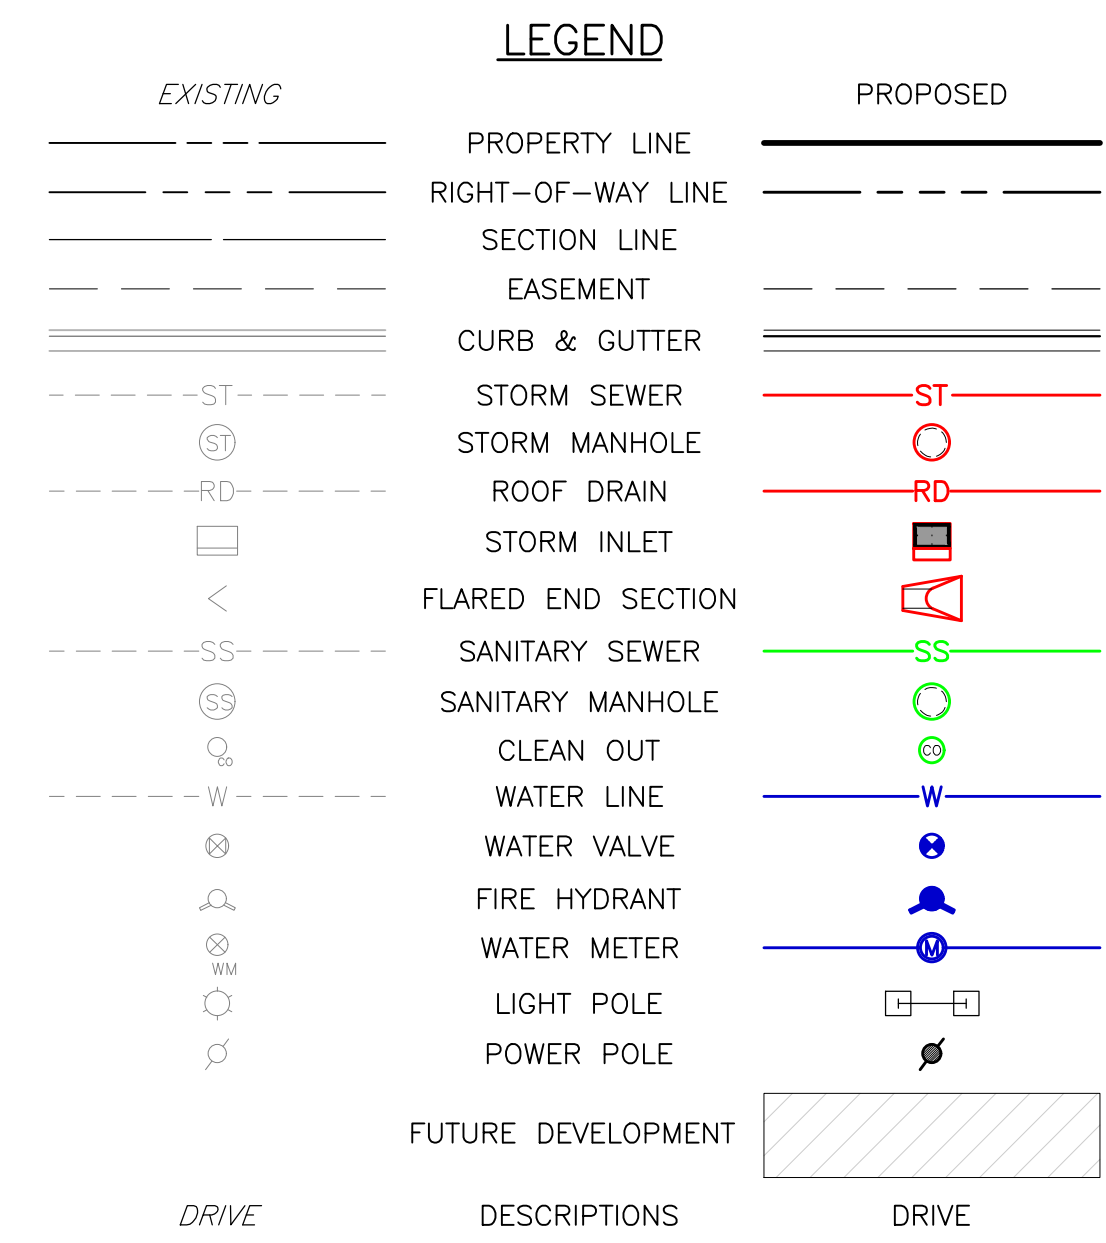 LEGEND
EXISTING PROPOSED
PROPERTY LINE
RIGHT-OF-WAY LINE
SECTION LINE
EASEMENT
CURB & GUTTER
ST STORM SEWER ST
ST STORM MANHOLE
RD ROOF DRAIN RD
STORM INLET
FLARED END SECTION
SS SANITARY SEWER SS
SS SANITARY MANHOLE
CO CLEAN OUT CO
W WATER LINE W
WATER VALVE
FIRE HYDRANT
WM WATER METER M
LIGHT POLE
POWER POLE
FUTURE DEVELOPMENT
DRIVE DESCRIPTIONS DRIVE